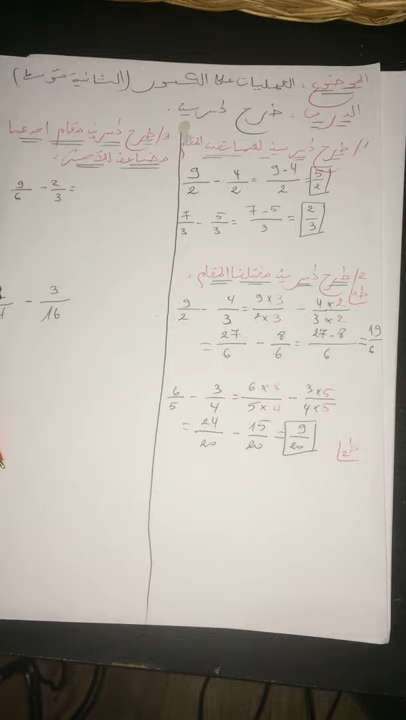 الموضوع : العمليات على الكسور (الثانية متوسط)
الدرس : طرح كسرين .
1/ طرح كسرين لهما نفس المقام
9/2 - 4/2 = 9-4/2 = 5/2
7/3 - 5/3 = 7-5/3 = 2/3
2/ طرح كسرين مختلفا المقام :
ط1
9/2 - 4/3 = 9×3/2×3 - 4×2/3×2
= 27/6 - 8/6 = 27-8/6 = 19/6
6/5 - 3/4 = 6×4/5×4 - 3×5/4×5
= 24/20 - 15/20 = 9/20
3/ طرح كسرين مقام احدهما
مضاعف للآخر :
9/6 - 2/3 =
- 3/16